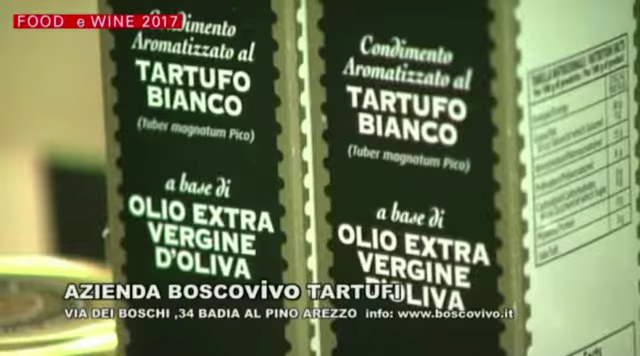 FOOD e WINE 2017
Condimento
Aromatizzato al
TARTUFO
BIANCO
(Tuber magnatum Pico)
a base di
OLIO EXTRA
VERGINE
D'OLIVA
Condimento
Aromatizzato al
TARTUFO
BIANCO
(Tuber magnatum Pico)
a base di
OLIO EXTRA
VERGINE
D'OLIVA
AZIENDA BOSCOVIVO TARTUFI
VIA DEI BOSCHI ,34 BADIA AL PINO AREZZO info: www.boscovivo.it